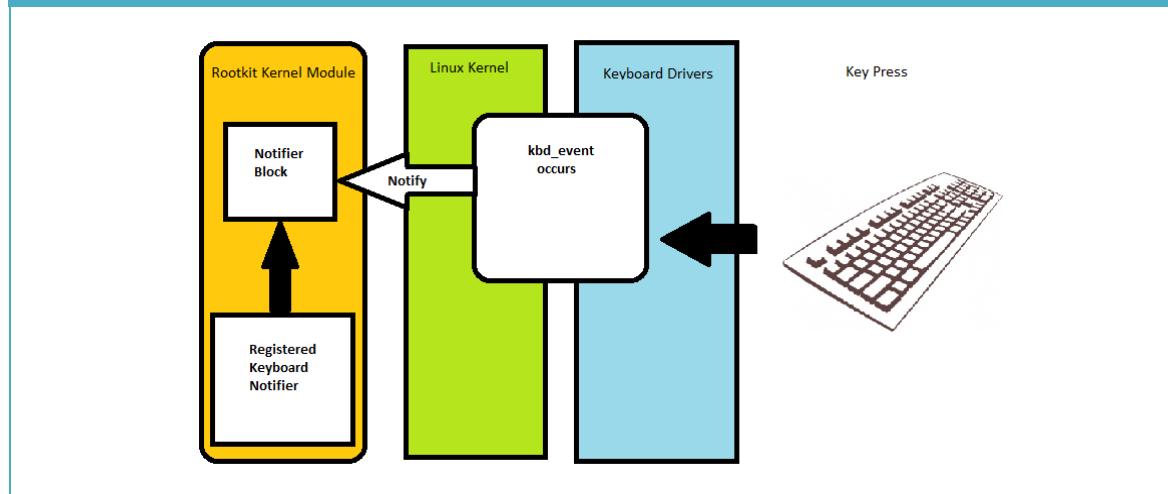 Rootkit Kernel Module
Linux Kernel
Keyboard Drivers
Key Press
Notifier
Block
Notify
kbd_event
occurs
Registered
Keyboard
Notifier